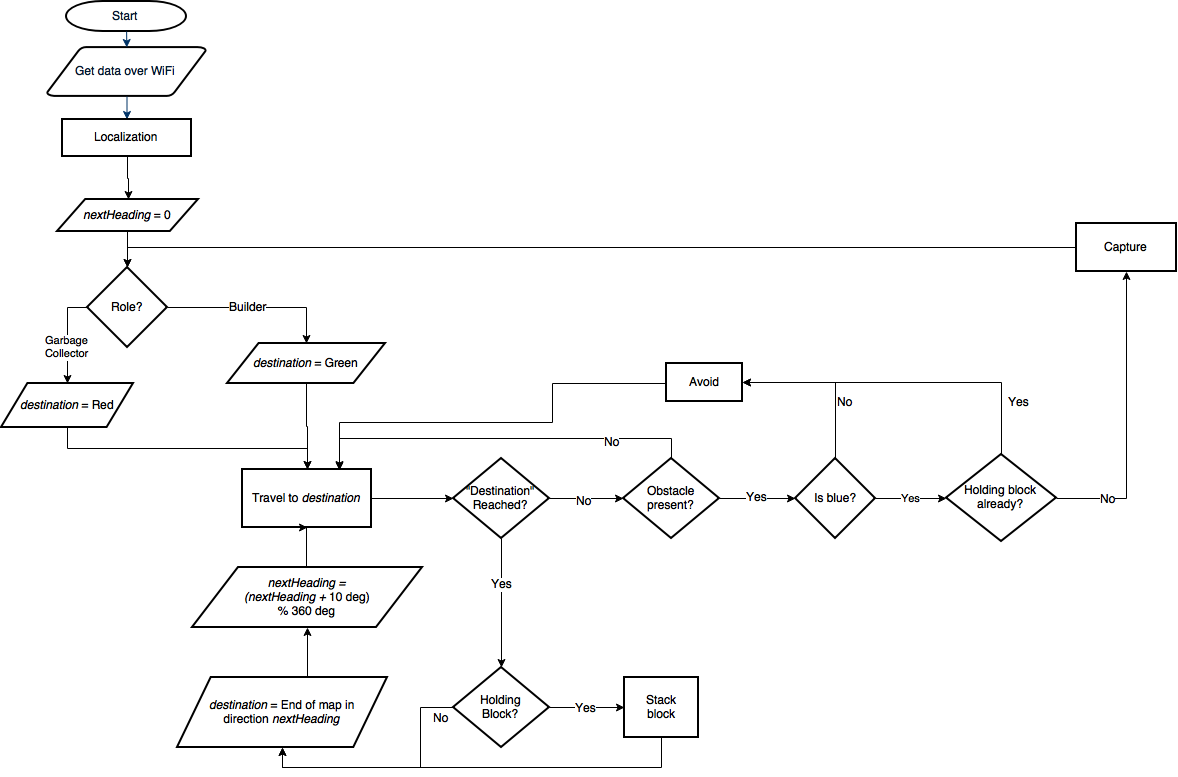 Start
Get data over WiFi
Localization
nextHeading = 0
Capture
Role?
Builder
Garbage
Collector
destination = Green
destination = Red
Avoid
No
Yes
No
Travel to destination
"Destination"
Reached?
No
Obstacle
present?
Yes
Is blue?
Yes
Holding block
already?
No
nextHeading =
(nextHeading + 10 deg)
% 360 deg
Yes
destination = End of map in
direction nextHeading
No
Holding
Block?
Yes
Stack
block